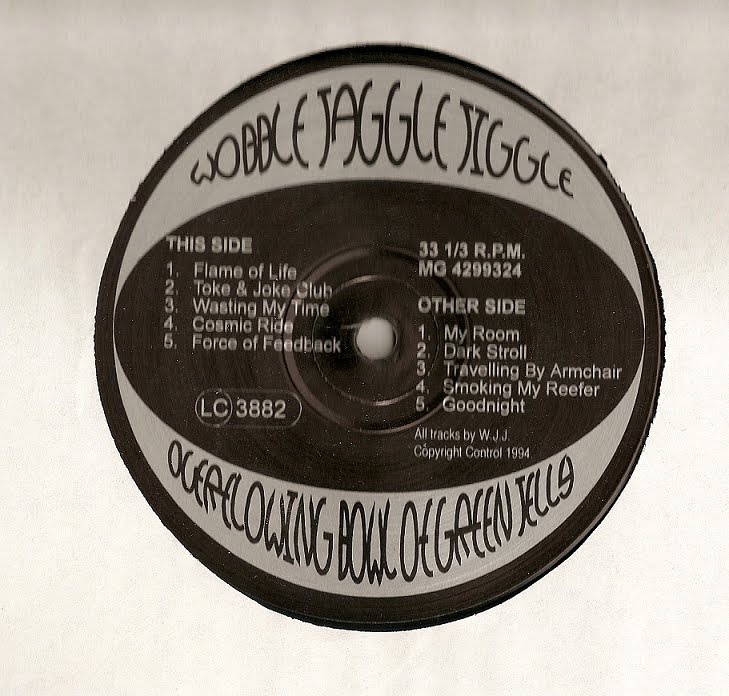 WOBBLE JAGGLE JIGGLE
THIS SIDE
1. Flame of Life
2. Toke & Joke Club
3. Wasting My Time
4. Cosmic Ride
5. Force of Feedback
LC 3882
33 1/3 R.P.M.
MG 4299324
OTHER SIDE
1. My Room
2. Dark Stroll
3. Travelling By Armchair
4. Smoking My Reefer
5. Goodnight
All tracks by W.J.J.
Copyright Control 1994
OVERFLOWING BOWL OF GREEN JELLY